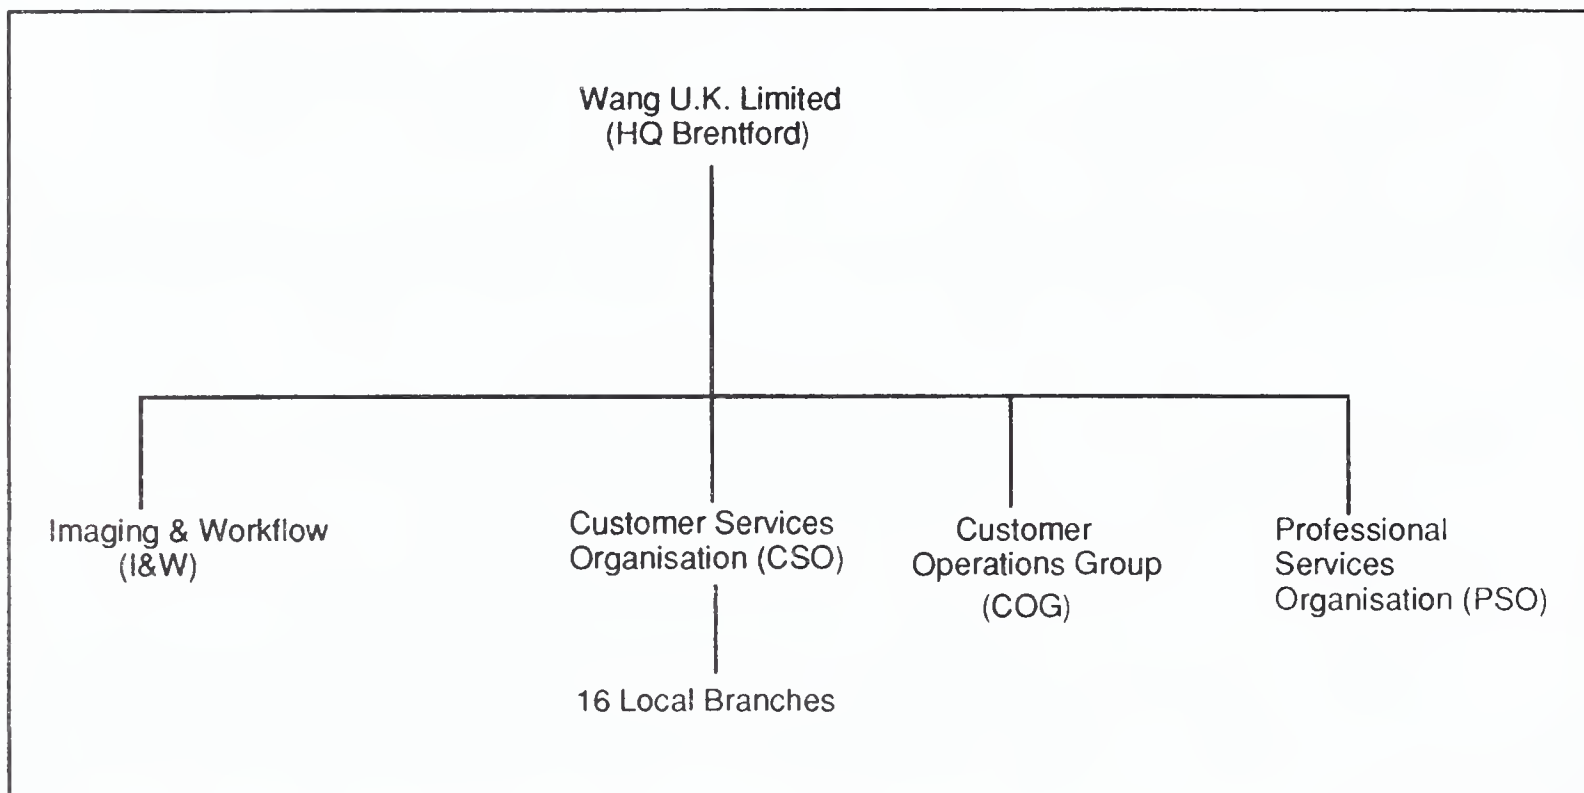 Wang U.K. Limited
(HQ Brentford)
Imaging & Workflow
(I&W)
Customer Services
Organisation (CSO)
Customer
Operations Group
(COG)
Professional
Services
Organisation (PSO)
16 Local Branches